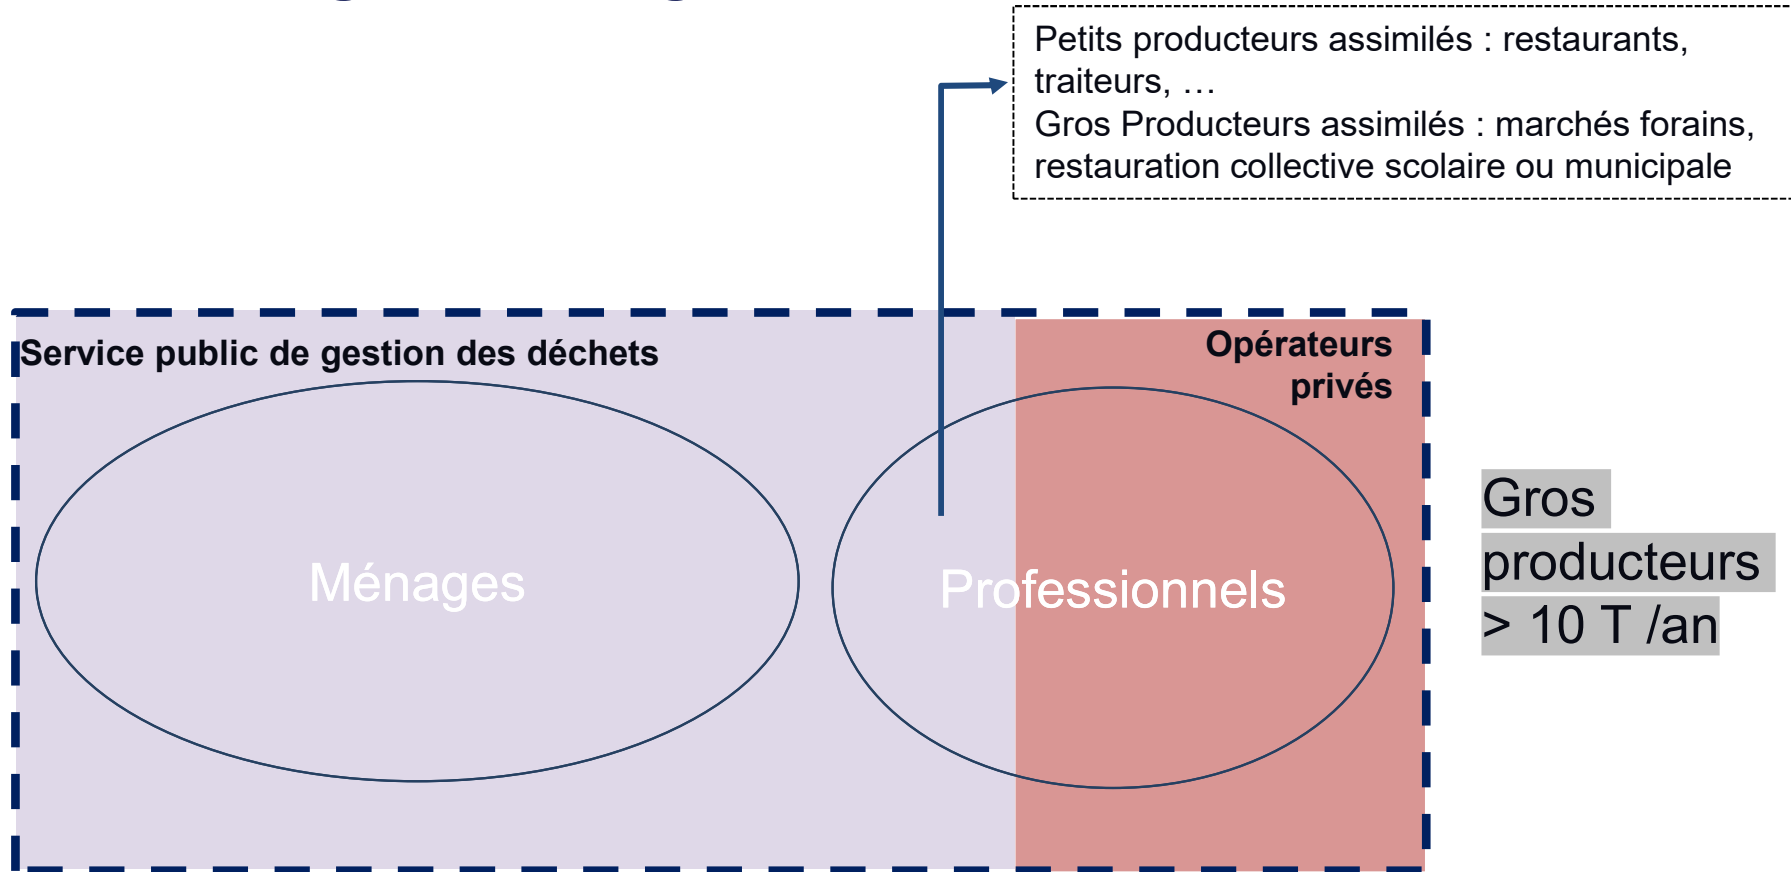 Petits producteurs assimilés : restaurants,
traiteurs, …
Gros Producteurs assimilés : marchés forains,
restauration collective scolaire ou municipale
Service public de gestion des déchets
Opérateurs
privés
Ménages
Professionnels
Gros
producteurs
> 10 T /an